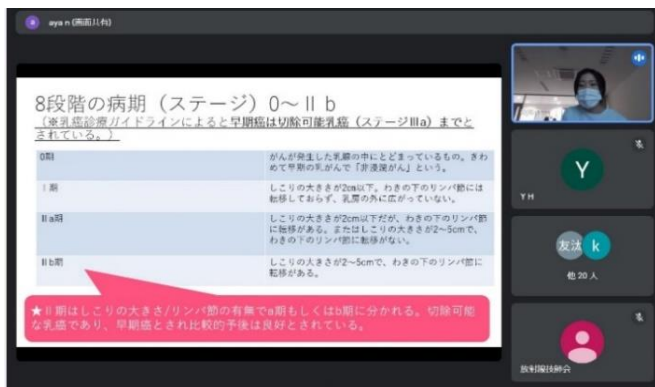 aya n (画面共有)
8段階の病期（ステージ）0～Ⅱb
（※乳癌診療ガイドラインによると早期癌は切除可能乳癌（ステージⅢa）までと
されている。）
0期
がんが発生した乳腺の中にとどまっているもの。きわ
めて早期の乳がんで「非浸潤がん」という。
Ⅰ期
しこりの大きさが2cm以下。わきの下のリンパ節には
転移しておらず、乳房の外に広がっていない。
Ⅱa期
しこりの大きさが2cm以下だが、わきの下のリンパ節
に転移がある。またはしこりの大きさが2～5cmで、
わきの下のリンパ節に転移がない。
Ⅱb期
しこりの大きさが2～5cmで、わきの下のリンパ節に
転移がある。
★Ⅱ期はしこりの大きさ/リンパ節の有無でa期もしくはb期に分かれる。切除可能
な乳癌であり、早期癌とされ比較的予後は良好とされている。
Y
Y H
k
他 20 人
放射線技師会